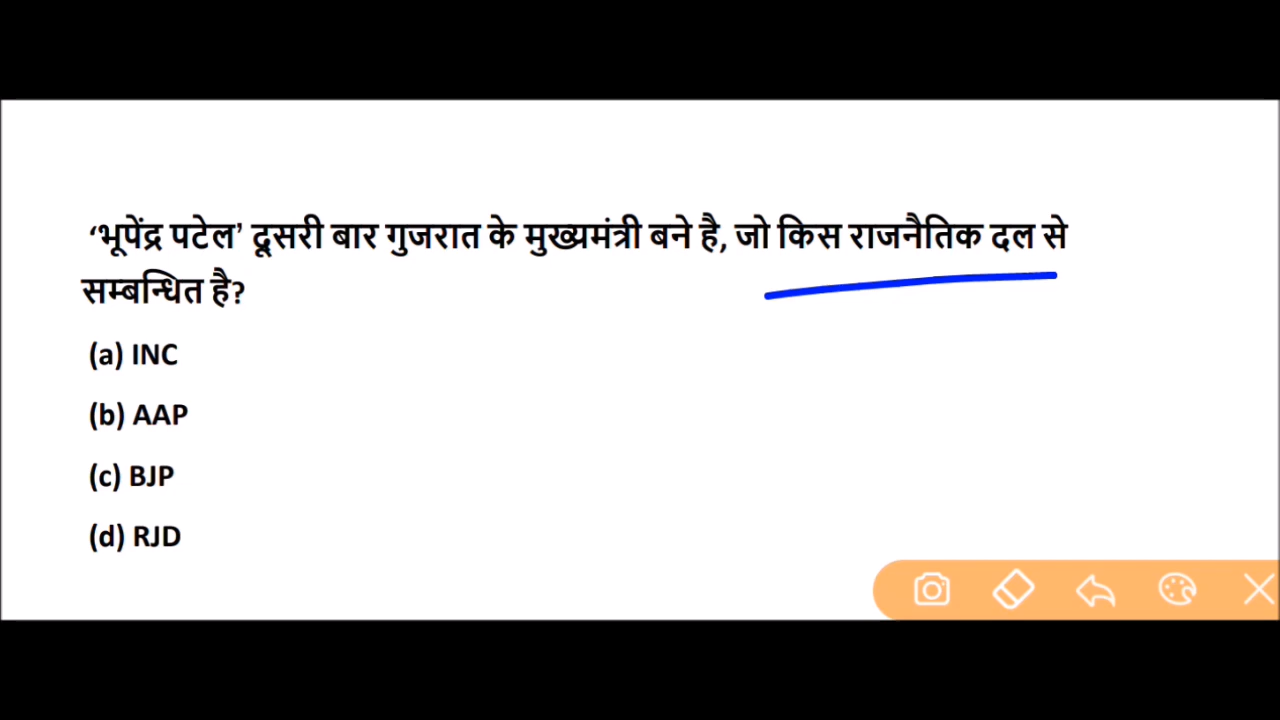 ‘भूपेंद्र पटेल’ दूसरी बार गुजरात के मुख्यमंत्री बने है, जो किस राजनैतिक दल से
सम्बन्धित है?
(a) INC
(b) AAP
(c) BJP
(d) RJD